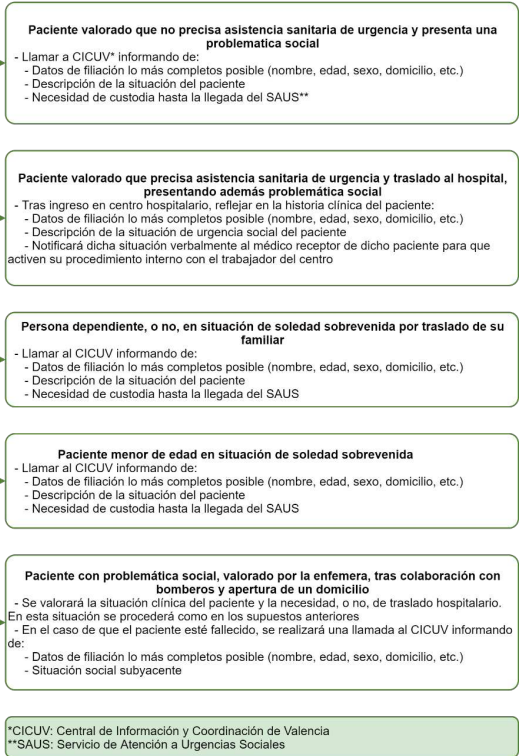 Paciente valorado que no precisa asistencia sanitaria de urgencia y presenta una
problematica social
- Llamar a CICUV* informando de:
- Datos de filiación lo más completos posible (nombre, edad, sexo, domicilio, etc.)
- Descripción de la situación del paciente
- Necesidad de custodia hasta la llegada del SAUS**
Paciente valorado que precisa asistencia sanitaria de urgencia y traslado al hospital,
presentando además problemática social
- Tras ingreso en centro hospitalario, reflejar en la historia clínica del paciente:
- Datos de filiación lo más completos posible (nombre, edad, sexo, domicilio, etc.)
- Descripción de la situación de urgencia social del paciente
- Notificará dicha situación verbalmente al médico receptor de dicho paciente para que
activen su procedimiento interno con el trabajador del centro
Persona dependiente, o no, en situación de soledad sobrevenida por traslado de su
familiar
- Llamar al CICUV informando de:
- Datos de filiación lo más completos posible (nombre, edad, sexo, domicilio, etc.)
- Descripción de la situación del paciente
- Necesidad de custodia hasta la llegada del SAUS
Paciente menor de edad en situación de soledad sobrevenida
- Llamar al CICUV informando de:
- Datos de filiación lo más completos posible (nombre, edad, sexo, domicilio, etc.)
- Descripción de la situación del paciente
- Necesidad de custodia hasta la llegada del SAUS
Paciente con problemática social, valorado por la enfemera, tras colaboración con
bomberos y apertura de un domicilio
- Se valorará la situación clínica del paciente y la necesidad, o no, de traslado hospitalario.
En esta situación se procederá como en los supuestos anteriores
- En el caso de que el paciente esté fallecido, se realizará una llamada al CICUV informando
de:
- Datos de filiación lo más completos posible (nombre, edad, sexo, domicilio, etc.)
- Situación social subyacente
*CICUV: Central de Información y Coordinación de Valencia
**SAUS: Servicio de Atención a Urgencias Sociales